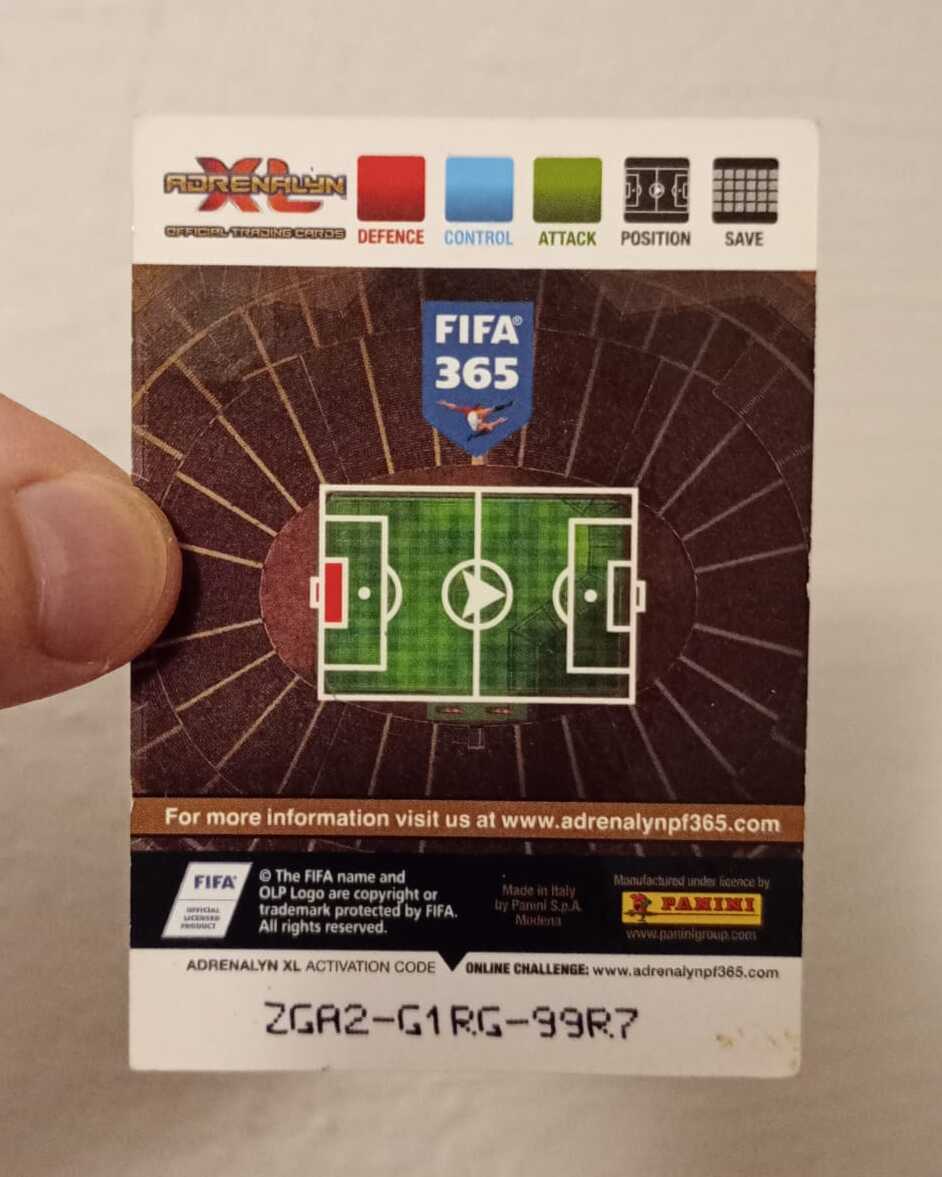 ADRENALYN XL
OFFICIAL TRADING CARDS
DEFENCE CONTROL ATTACK POSITION SAVE
FIFA®
365
For more information visit us at www.adrenalynpf365.com
FIFA®
OFFICIAL
LICENSED
PRODUCT
© The FIFA name and
OLP Logo are copyright or
trademark protected by FIFA.
All rights reserved.
Made in Italy
by Panini S.p.A.
Modena
Manufactured under licence by
PANINI
www.paninigroup.com
ADRENALYN XL ACTIVATION CODE
ONLINE CHALLENGE: www.adrenalynpf365.com
ZGA2-G1RG-99R7